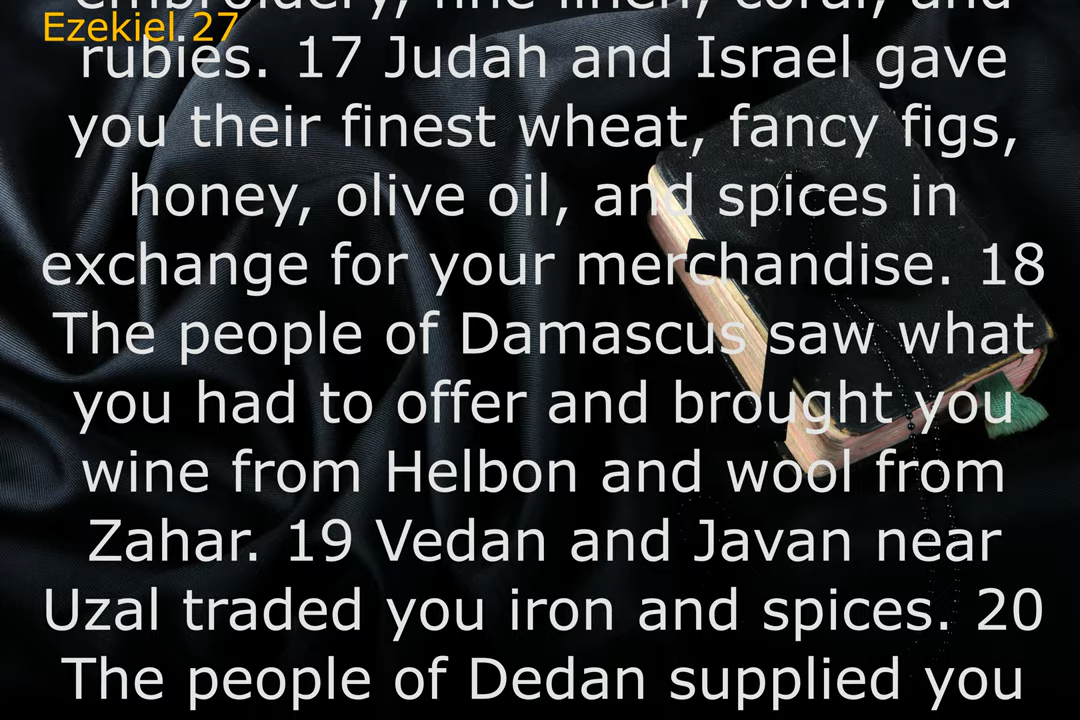 embroidery, fine linen, coral, and
Ezekiel 27
rubies. 17 Judah and Israel gave
you their finest wheat, fancy figs,
honey, olive oil, and spices in
exchange for your merchandise. 18
The people of Damascus saw what
you had to offer and brought you
wine from Helbon and wool from
Zahar. 19 Vedan and Javan near
Uzal traded you iron and spices. 20
The people of Dedan supplied you